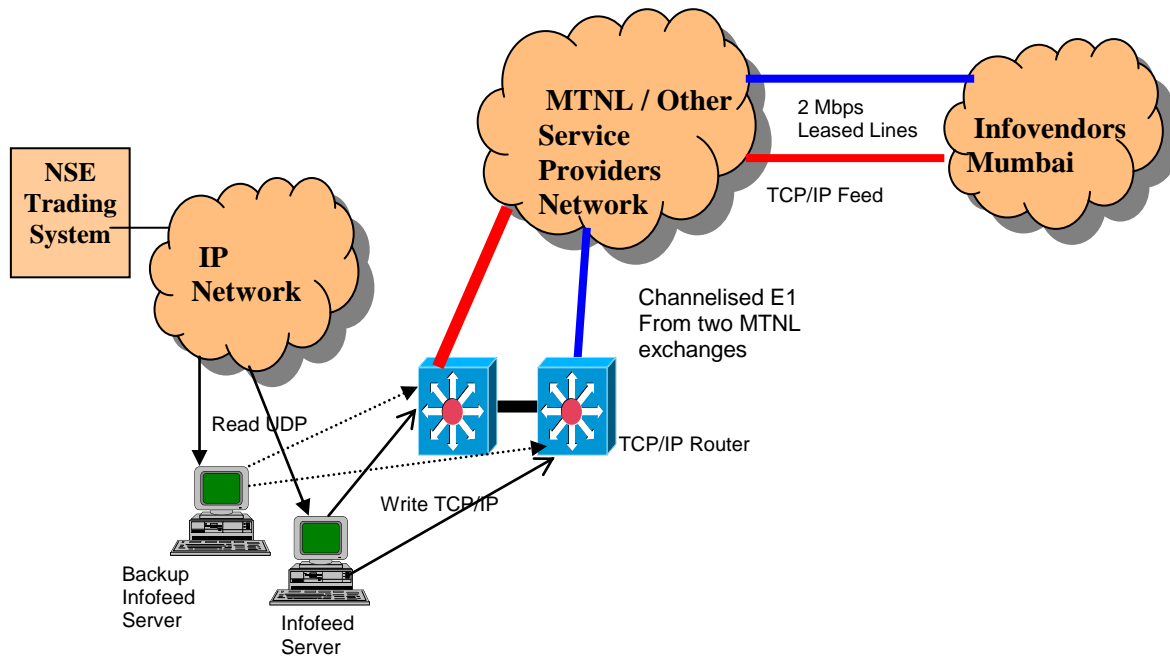 MTNL / Other
Service
Providers
Network
2 Mbps
Leased Lines
Infovendors
Mumbai
TCP/IP Feed
NSE
Trading
System
IP
Network
Channelised E1
From two MTNL
exchanges
Read UDP
TCP/IP Router
Write TCP/IP
Backup
Infofeed
Server
Infofeed
Server